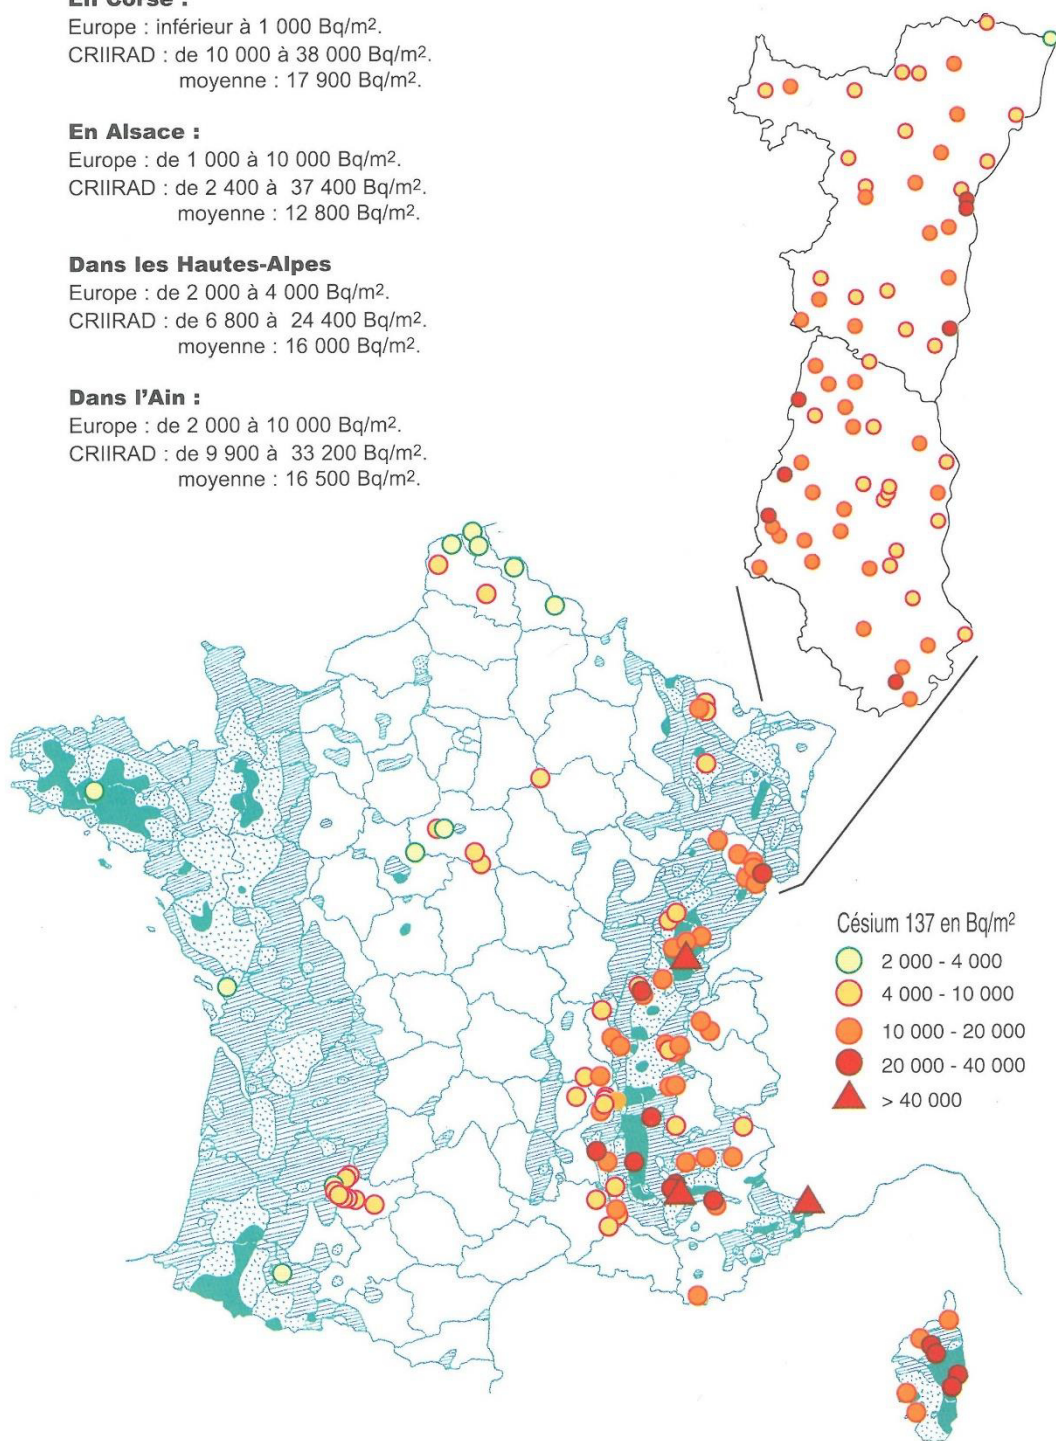 En Corse :
Europe : inférieur à 1 000 Bq/m².
CRIIRAD : de 10 000 à 38 000 Bq/m².
moyenne : 17 900 Bq/m².
En Alsace :
Europe : de 1 000 à 10 000 Bq/m².
CRIIRAD : de 2 400 à 37 400 Bq/m².
moyenne : 12 800 Bq/m².
Dans les Hautes-Alpes
Europe : de 2 000 à 4 000 Bq/m².
CRIIRAD : de 6 800 à 24 400 Bq/m².
moyenne : 16 000 Bq/m².
Dans l'Ain :
Europe : de 2 000 à 10 000 Bq/m².
CRIIRAD : de 9 900 à 33 200 Bq/m².
moyenne : 16 500 Bq/m².
Césium 137 en Bq/m²
2 000 - 4 000
4 000 - 10 000
10 000 - 20 000
20 000 - 40 000
> 40 000